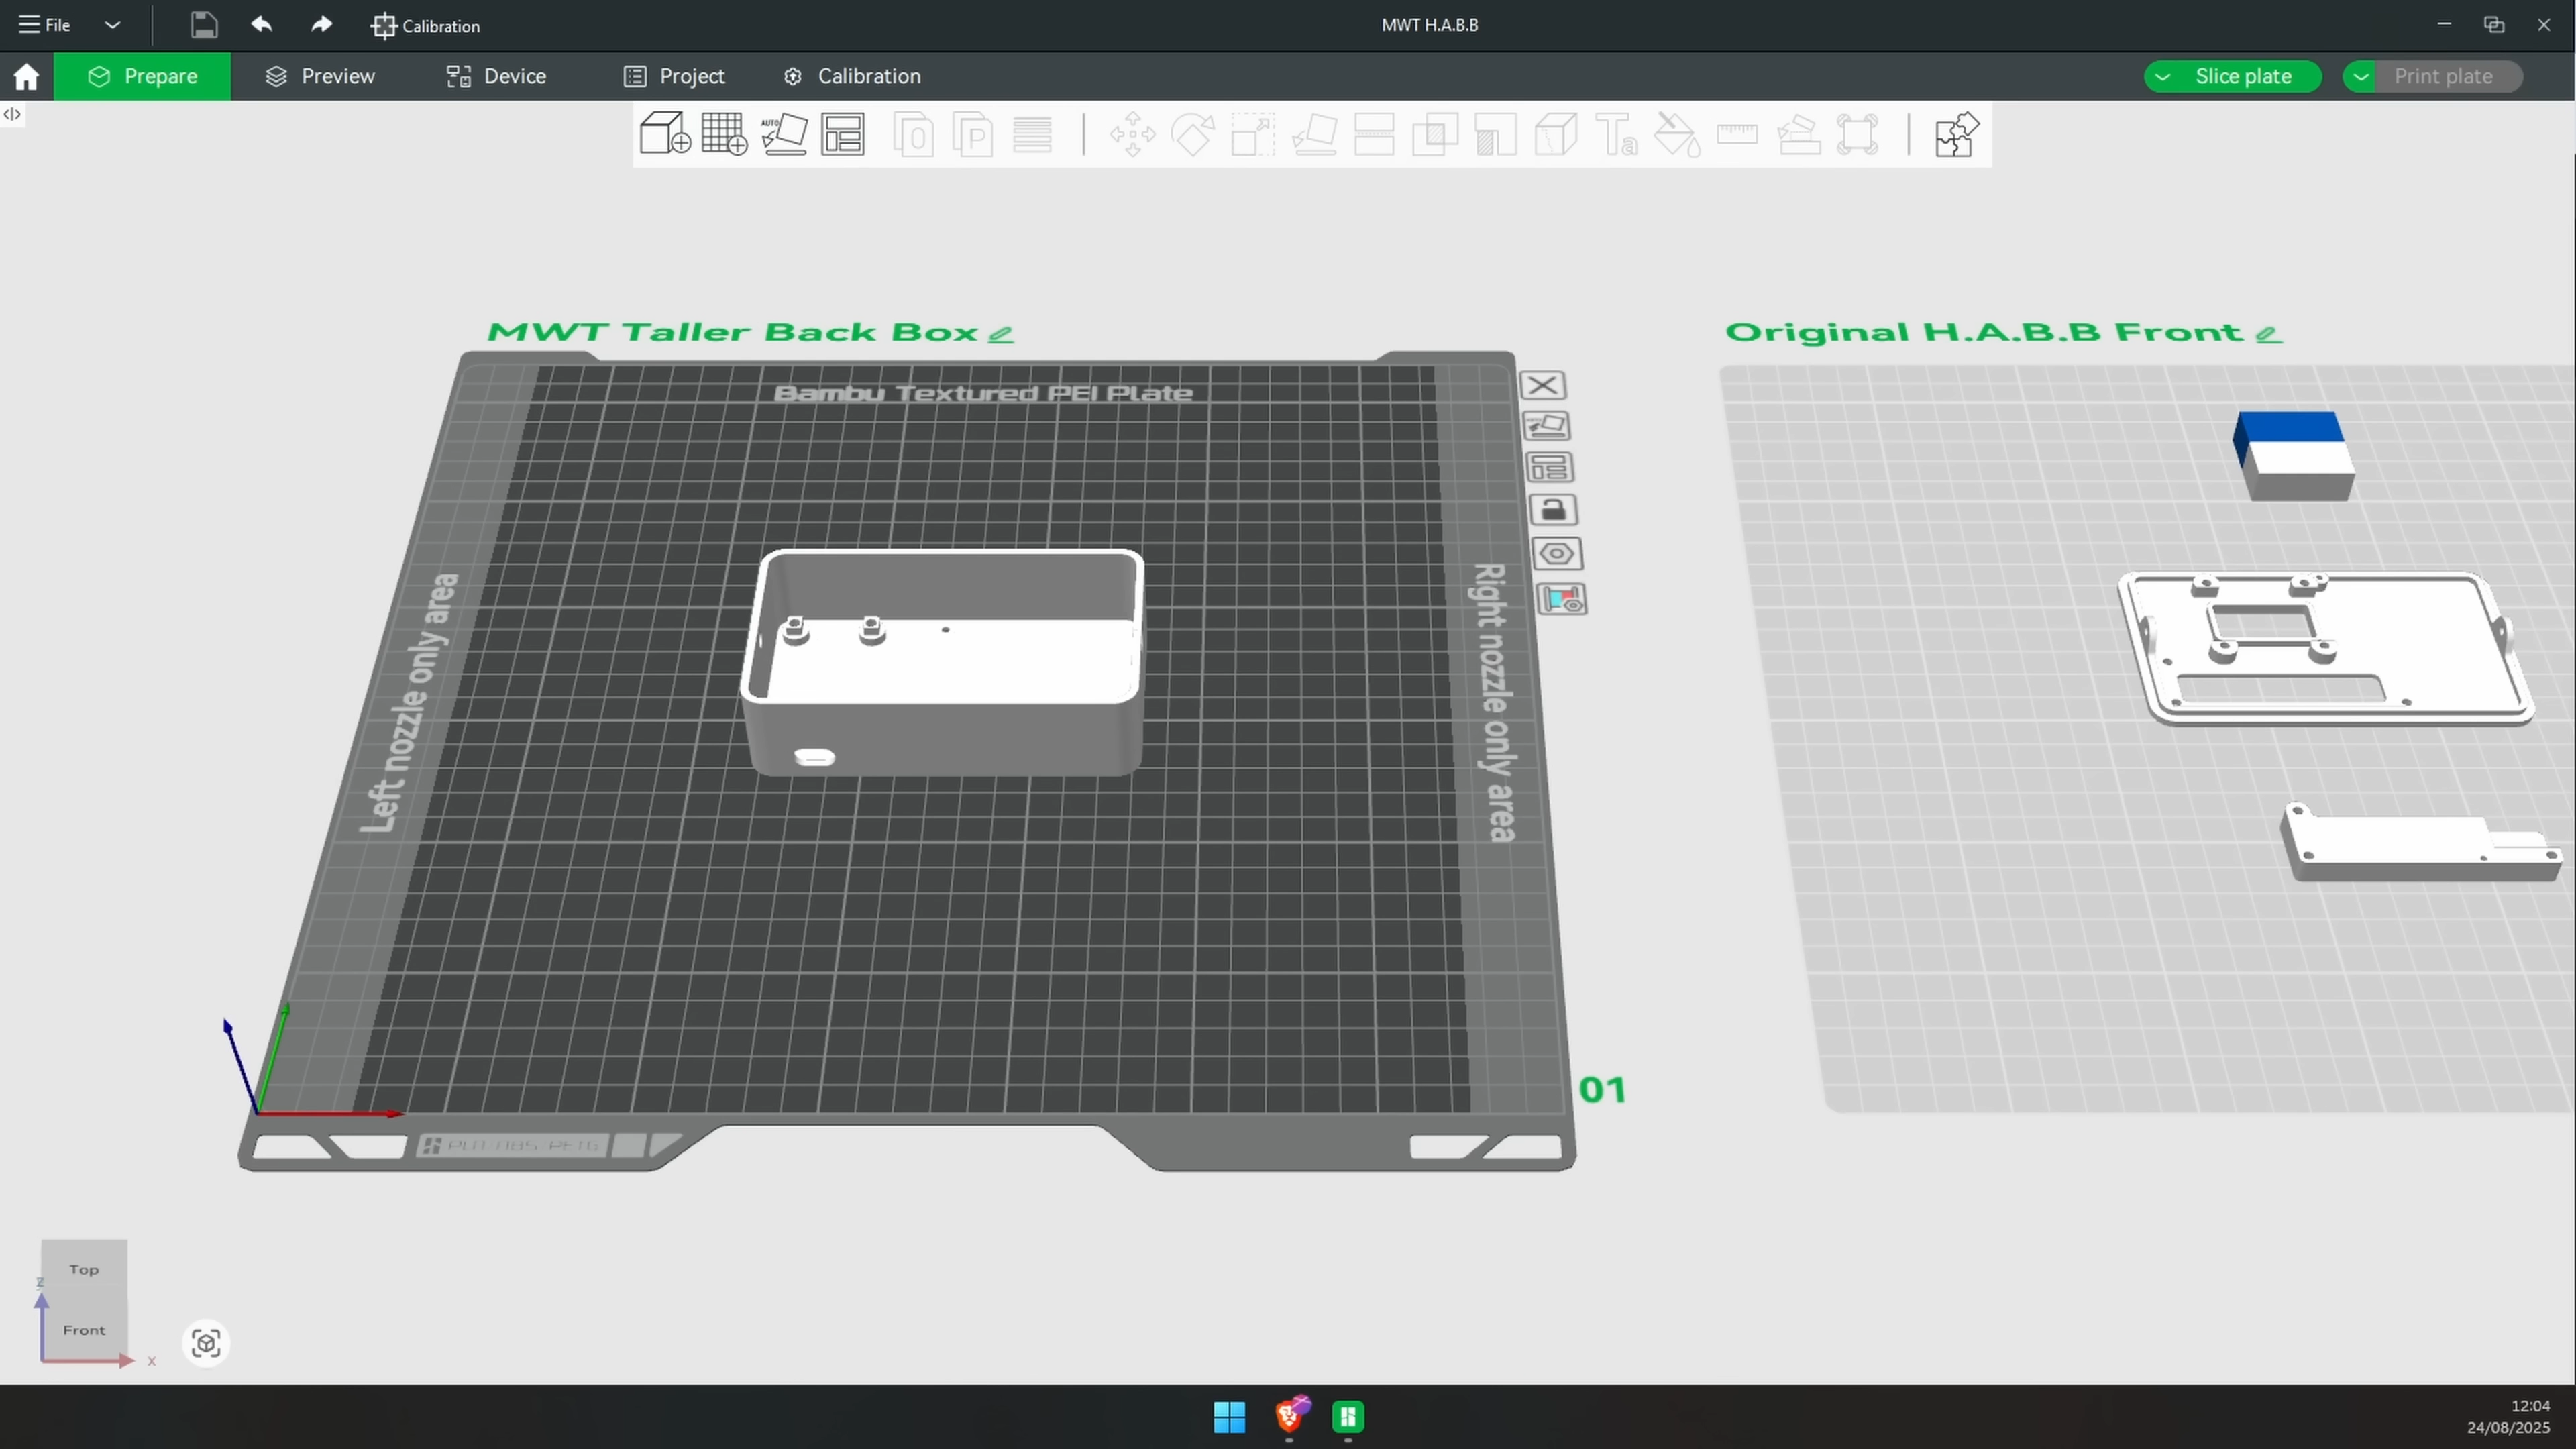 File
Calibration
MWT H.A.B.B
Prepare
Preview
Device
Project
Calibration
Slice plate
Print plate
AUTO
MWT Taller Back Box
Original H.A.B.B Front
Bambu Textured PEI Plate
Left nozzle only area
Right nozzle only area
01
Top
Front
Z
X
12:04
24/08/2025